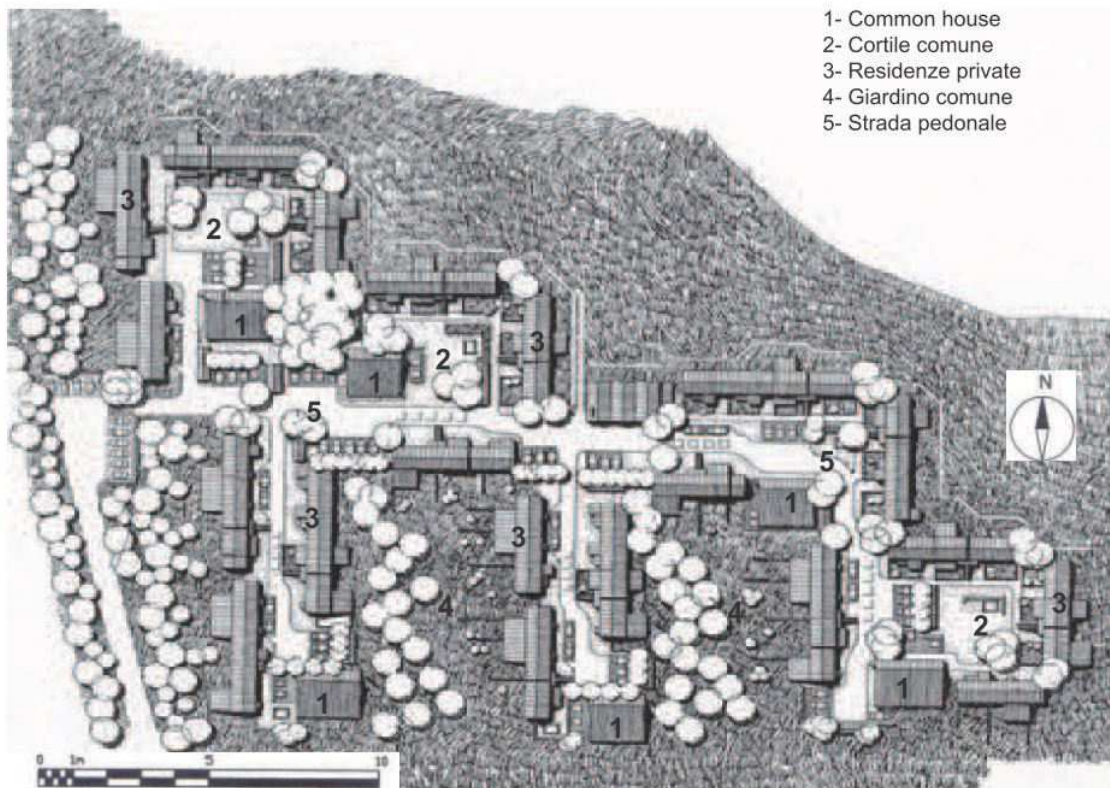 1- Common house
2- Cortile comune
3- Residenze private
4- Giardino comune
5- Strada pedonale
3
2
1
2
3
1
N
5
5
1
3
3
4
4
3
2
1
1
1
0 1m 5 10